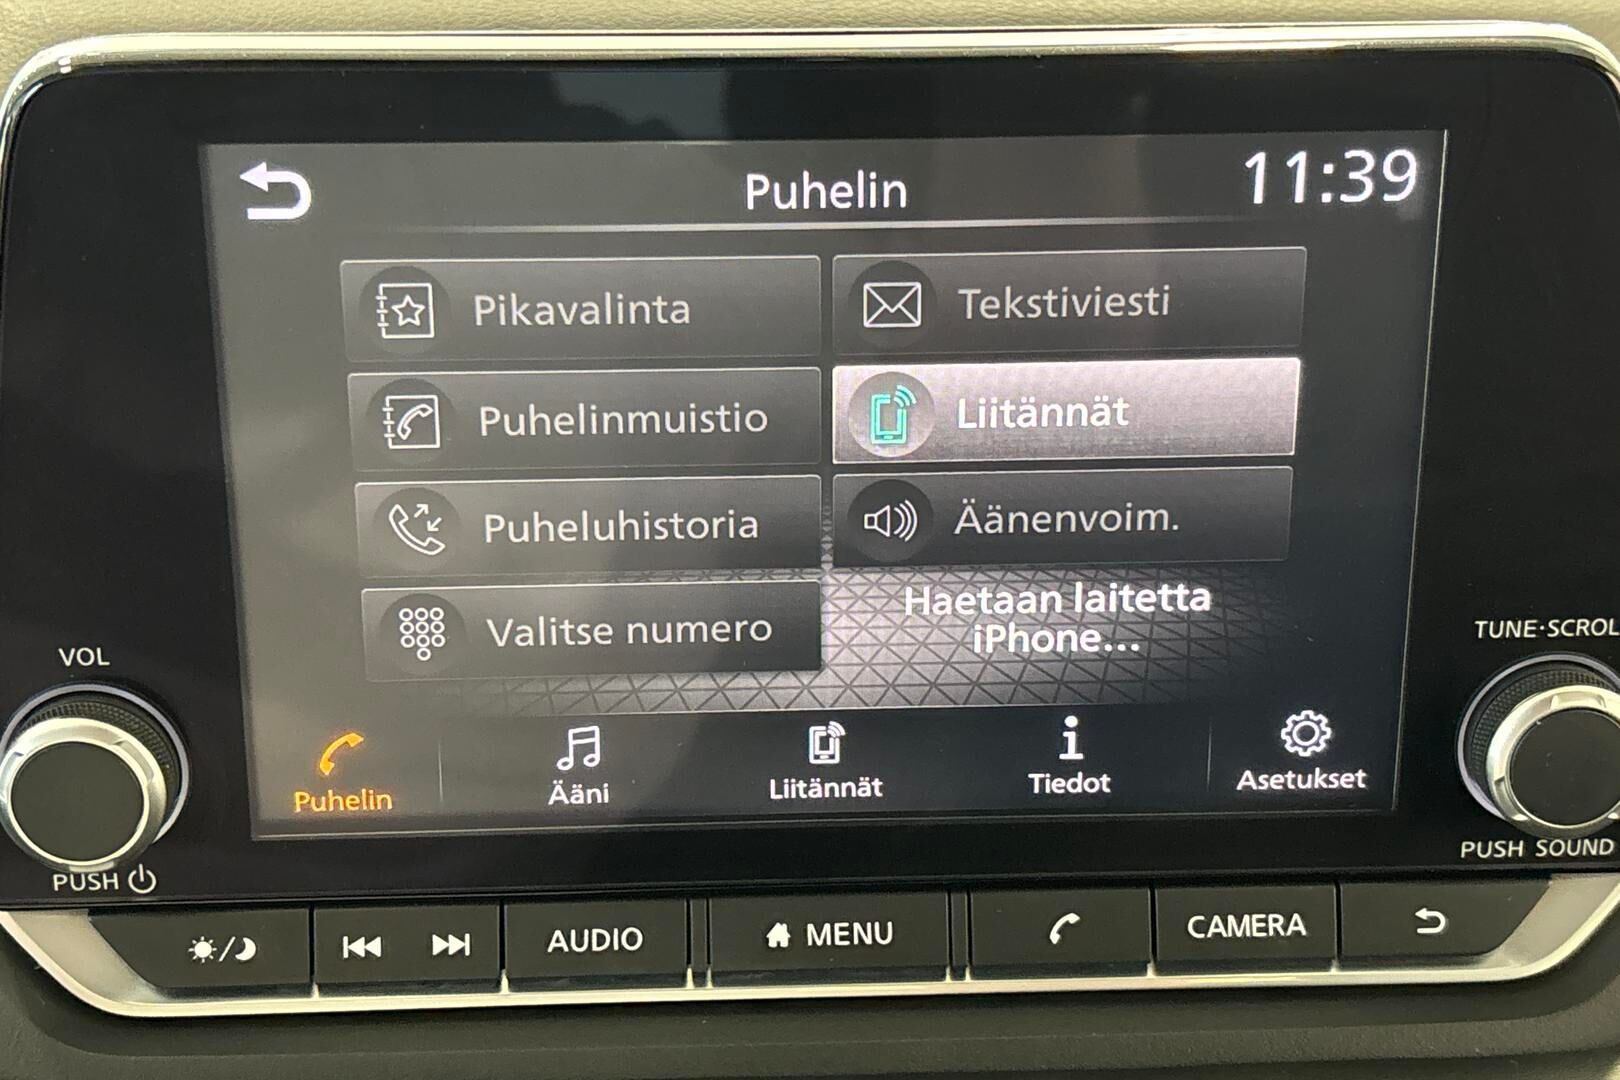 Puhelin
11:39
Pikavalinta
Tekstiviesti
Puhelinmuistio
Liitännät
Puheluhistoria
Äänenvoim.
Valitse numero
Haetaan laitetta
iPhone...
Puhelin
Ääni
Liitännät
Tiedot
Asetukset
VOL
PUSH
TUNE·SCROL
PUSH SOUND
AUDIO
MENU
CAMERA